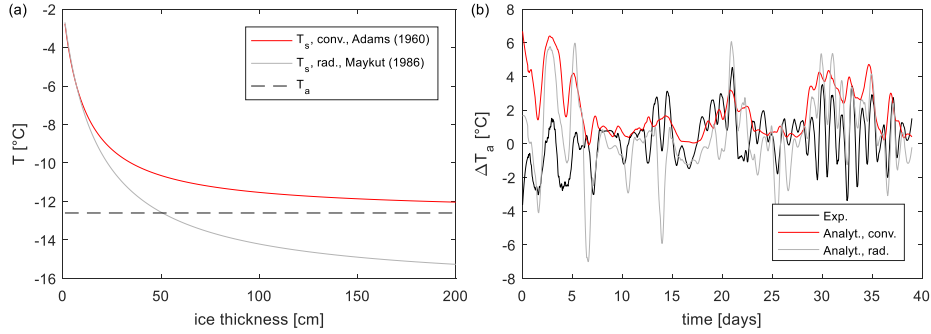 (a)
-2
-4
-6
-8
-10
-12
-14
-16
T [°C]
T_s, conv., Adams (1960)
T_s, rad., Maykut (1986)
T_a
0
50
100
150
200
ice thickness [cm]
(b)
8
6
4
2
0
-2
-4
-6
-8
ΔT_a [°C]
Exp.
Analyt., conv.
Analyt., rad.
0
5
10
15
20
25
30
35
40
time [days]